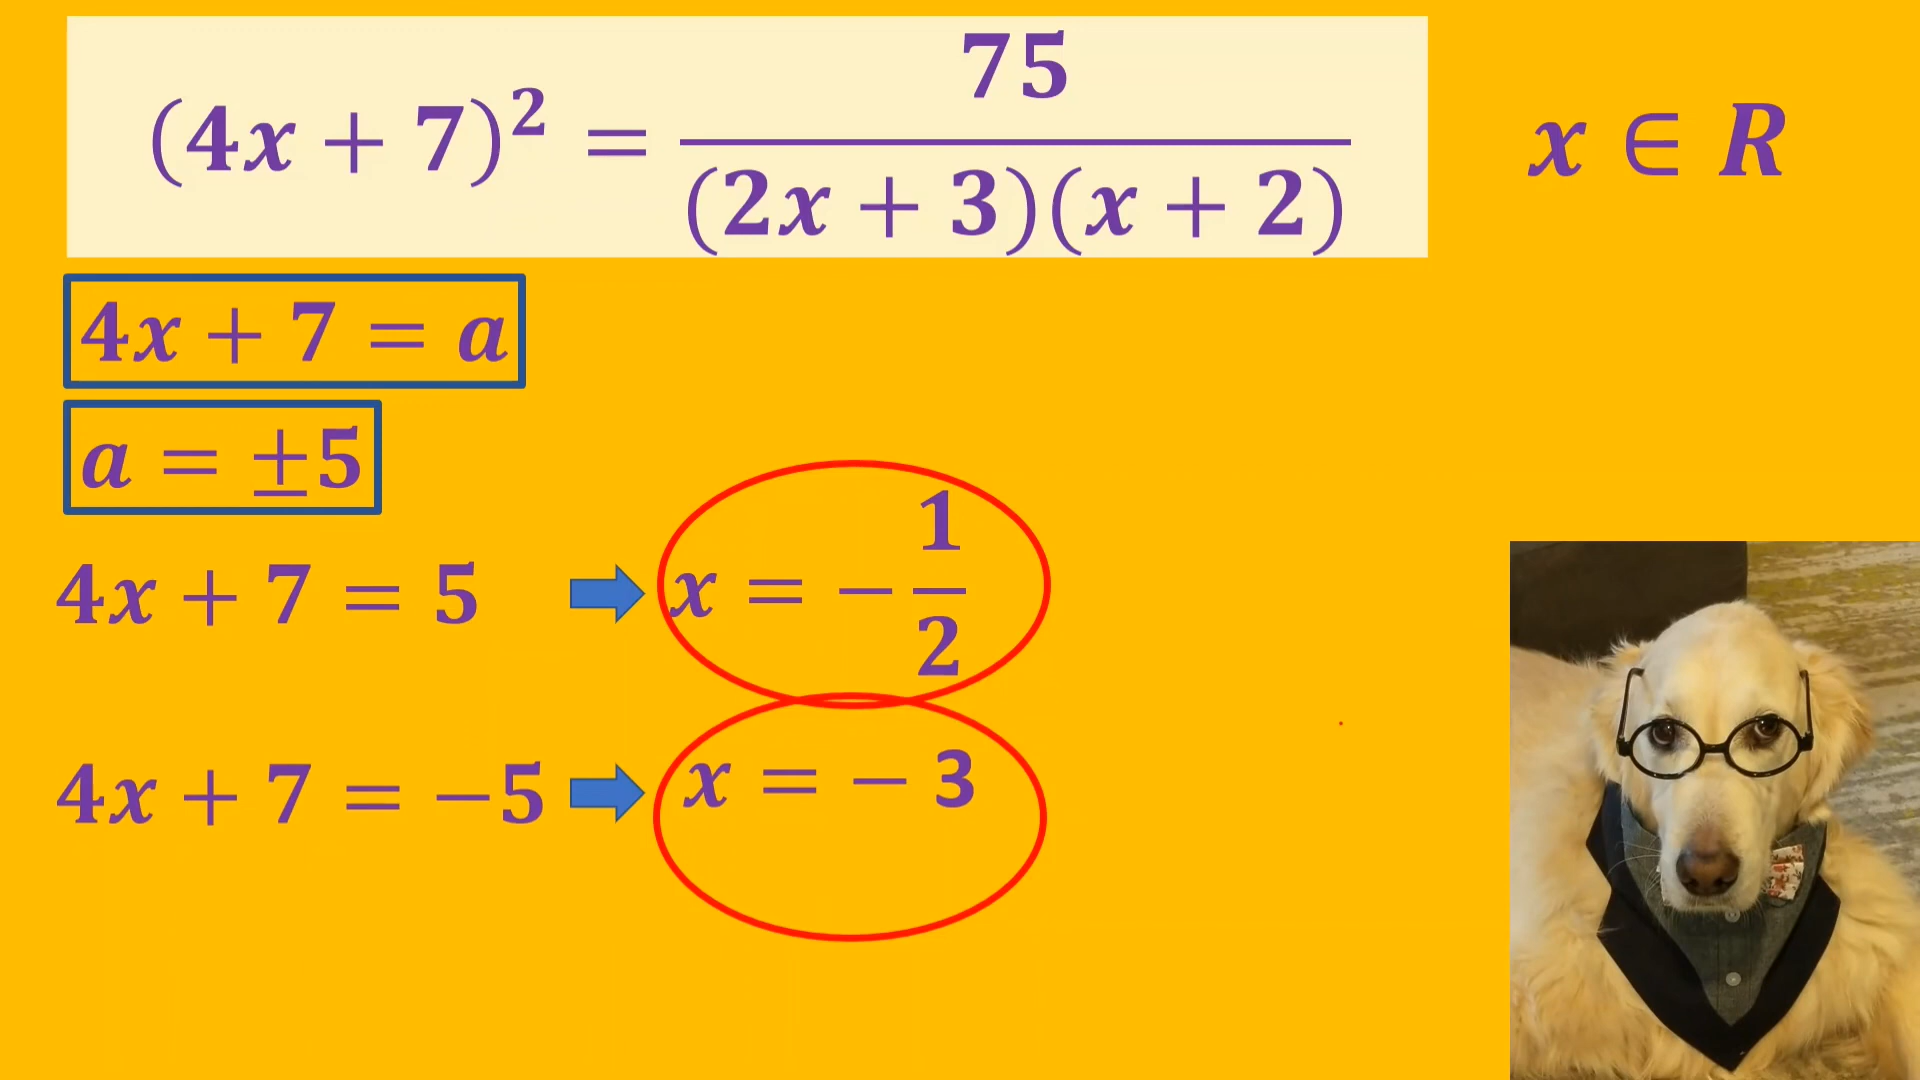 (4x + 7)² = 75 / (2x + 3)(x + 2) x ∈ R
4x + 7 = a
a = ±5
4x + 7 = 5 x = − 1/2
4x + 7 = −5 x = − 3